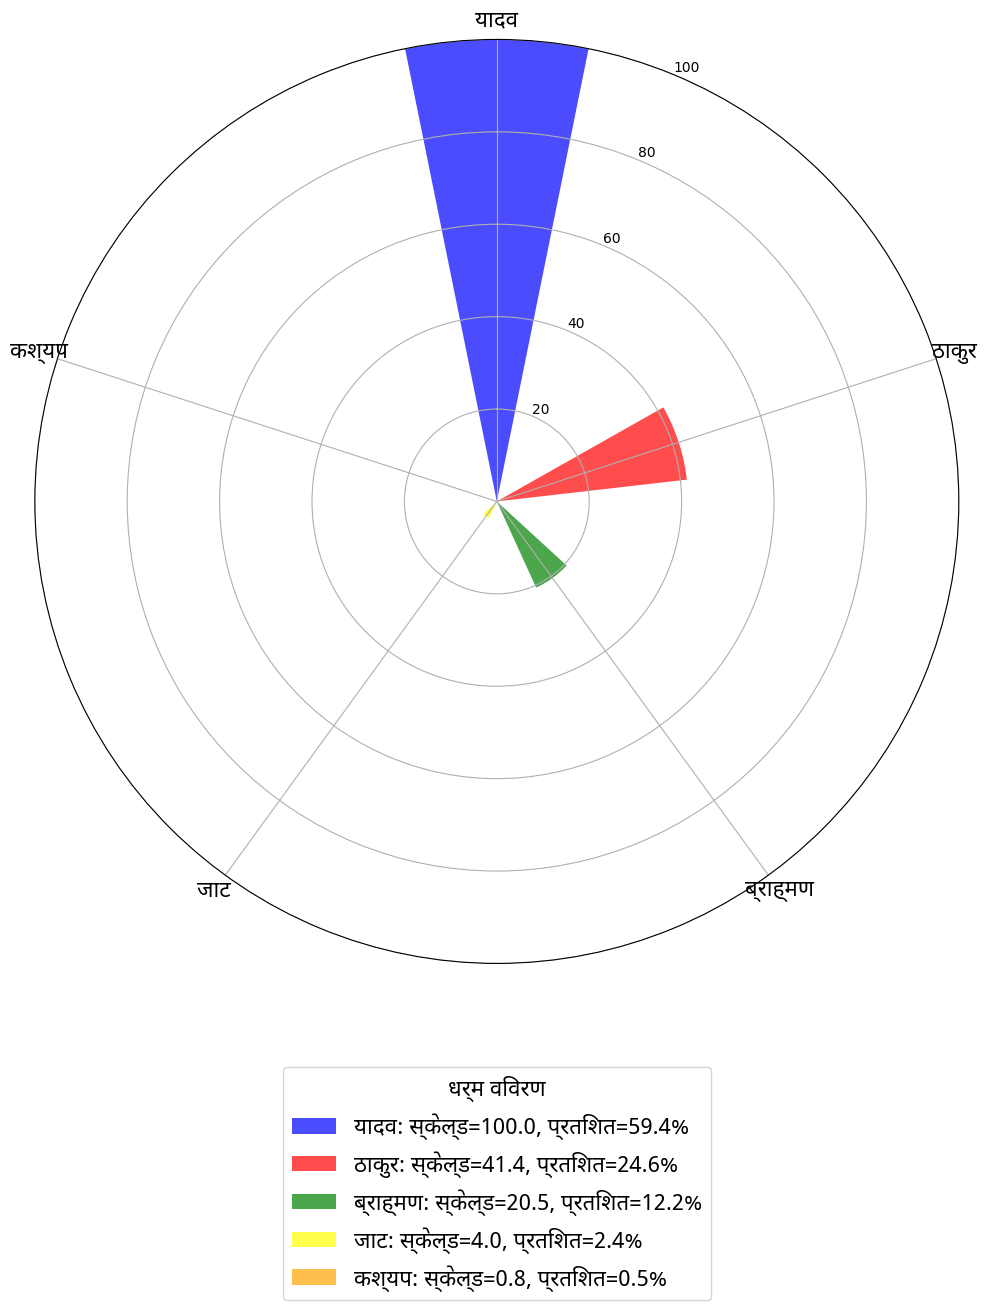 यादव
100
80
60
40
20
कश्यप
ठाकुर
जाट
ब्राह्मण
धर्म विवरण
यादव: स्केल्ड=100.0, प्रतिशत=59.4%
ठाकुर: स्केल्ड=41.4, प्रतिशत=24.6%
ब्राह्मण: स्केल्ड=20.5, प्रतिशत=12.2%
जाट: स्केल्ड=4.0, प्रतिशत=2.4%
कश्यप: स्केल्ड=0.8, प्रतिशत=0.5%